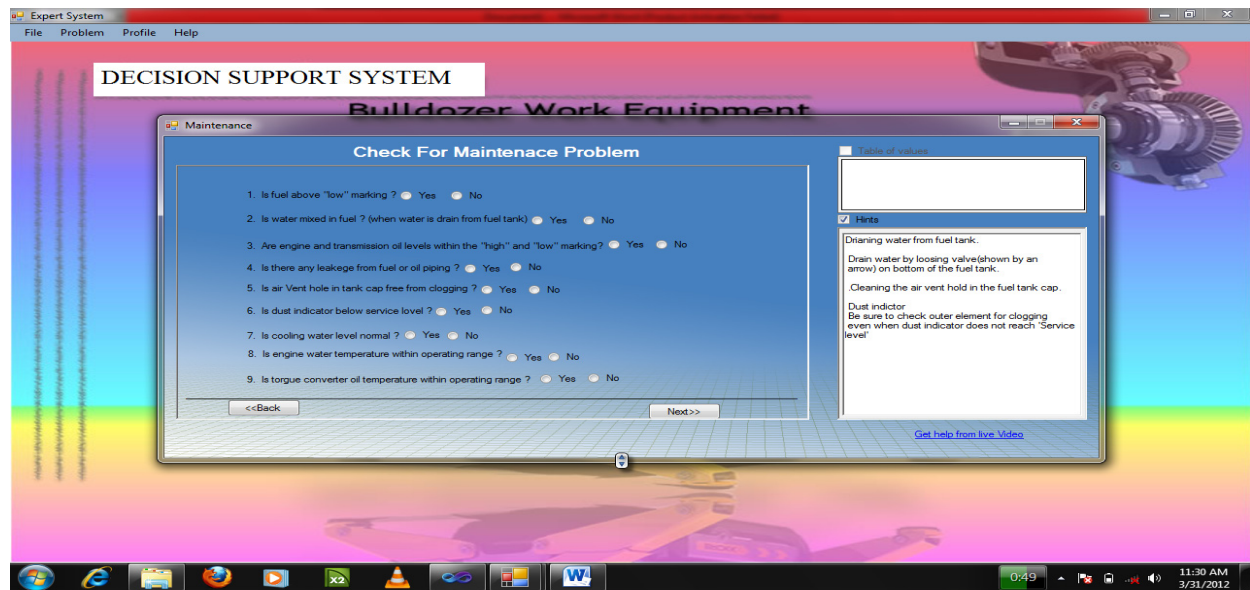 Expert System
File Problem Profile Help
DECISION SUPPORT SYSTEM
Bulldozer Work Equipment
Maintenance
Check For Maintenace Problem
1. Is fuel above "low" marking ? Yes No
2. Is water mixed in fuel ? (when water is drain from fuel tank) Yes No
3. Are engine and transmission oil levels within the "high" and "low" marking? Yes No
4. Is there any leakege from fuel or oil piping ? Yes No
5. Is air Vent hole in tank cap free from clogging ? Yes No
6. Is dust indicator below service lovel ? Yes No
7. Is cooling water level normal ? Yes No
8. Is engine water temperature within operating range ? Yes No
9. Is torgue converter oil temperature within operating range ? Yes No
<<Back
Next>>
Table of values
Hints
Drianing water from fuel tank.
Drain water by loosing valve(shown by an
arrow) on bottom of the fuel tank.
.Cleaning the air vent hold in the fuel tank cap.
Dust indictor
Be sure to check outer element for clogging
even when dust indicator does not reach 'Service
level'
Get help from live Video
0:49
11:30 AM
3/31/2012